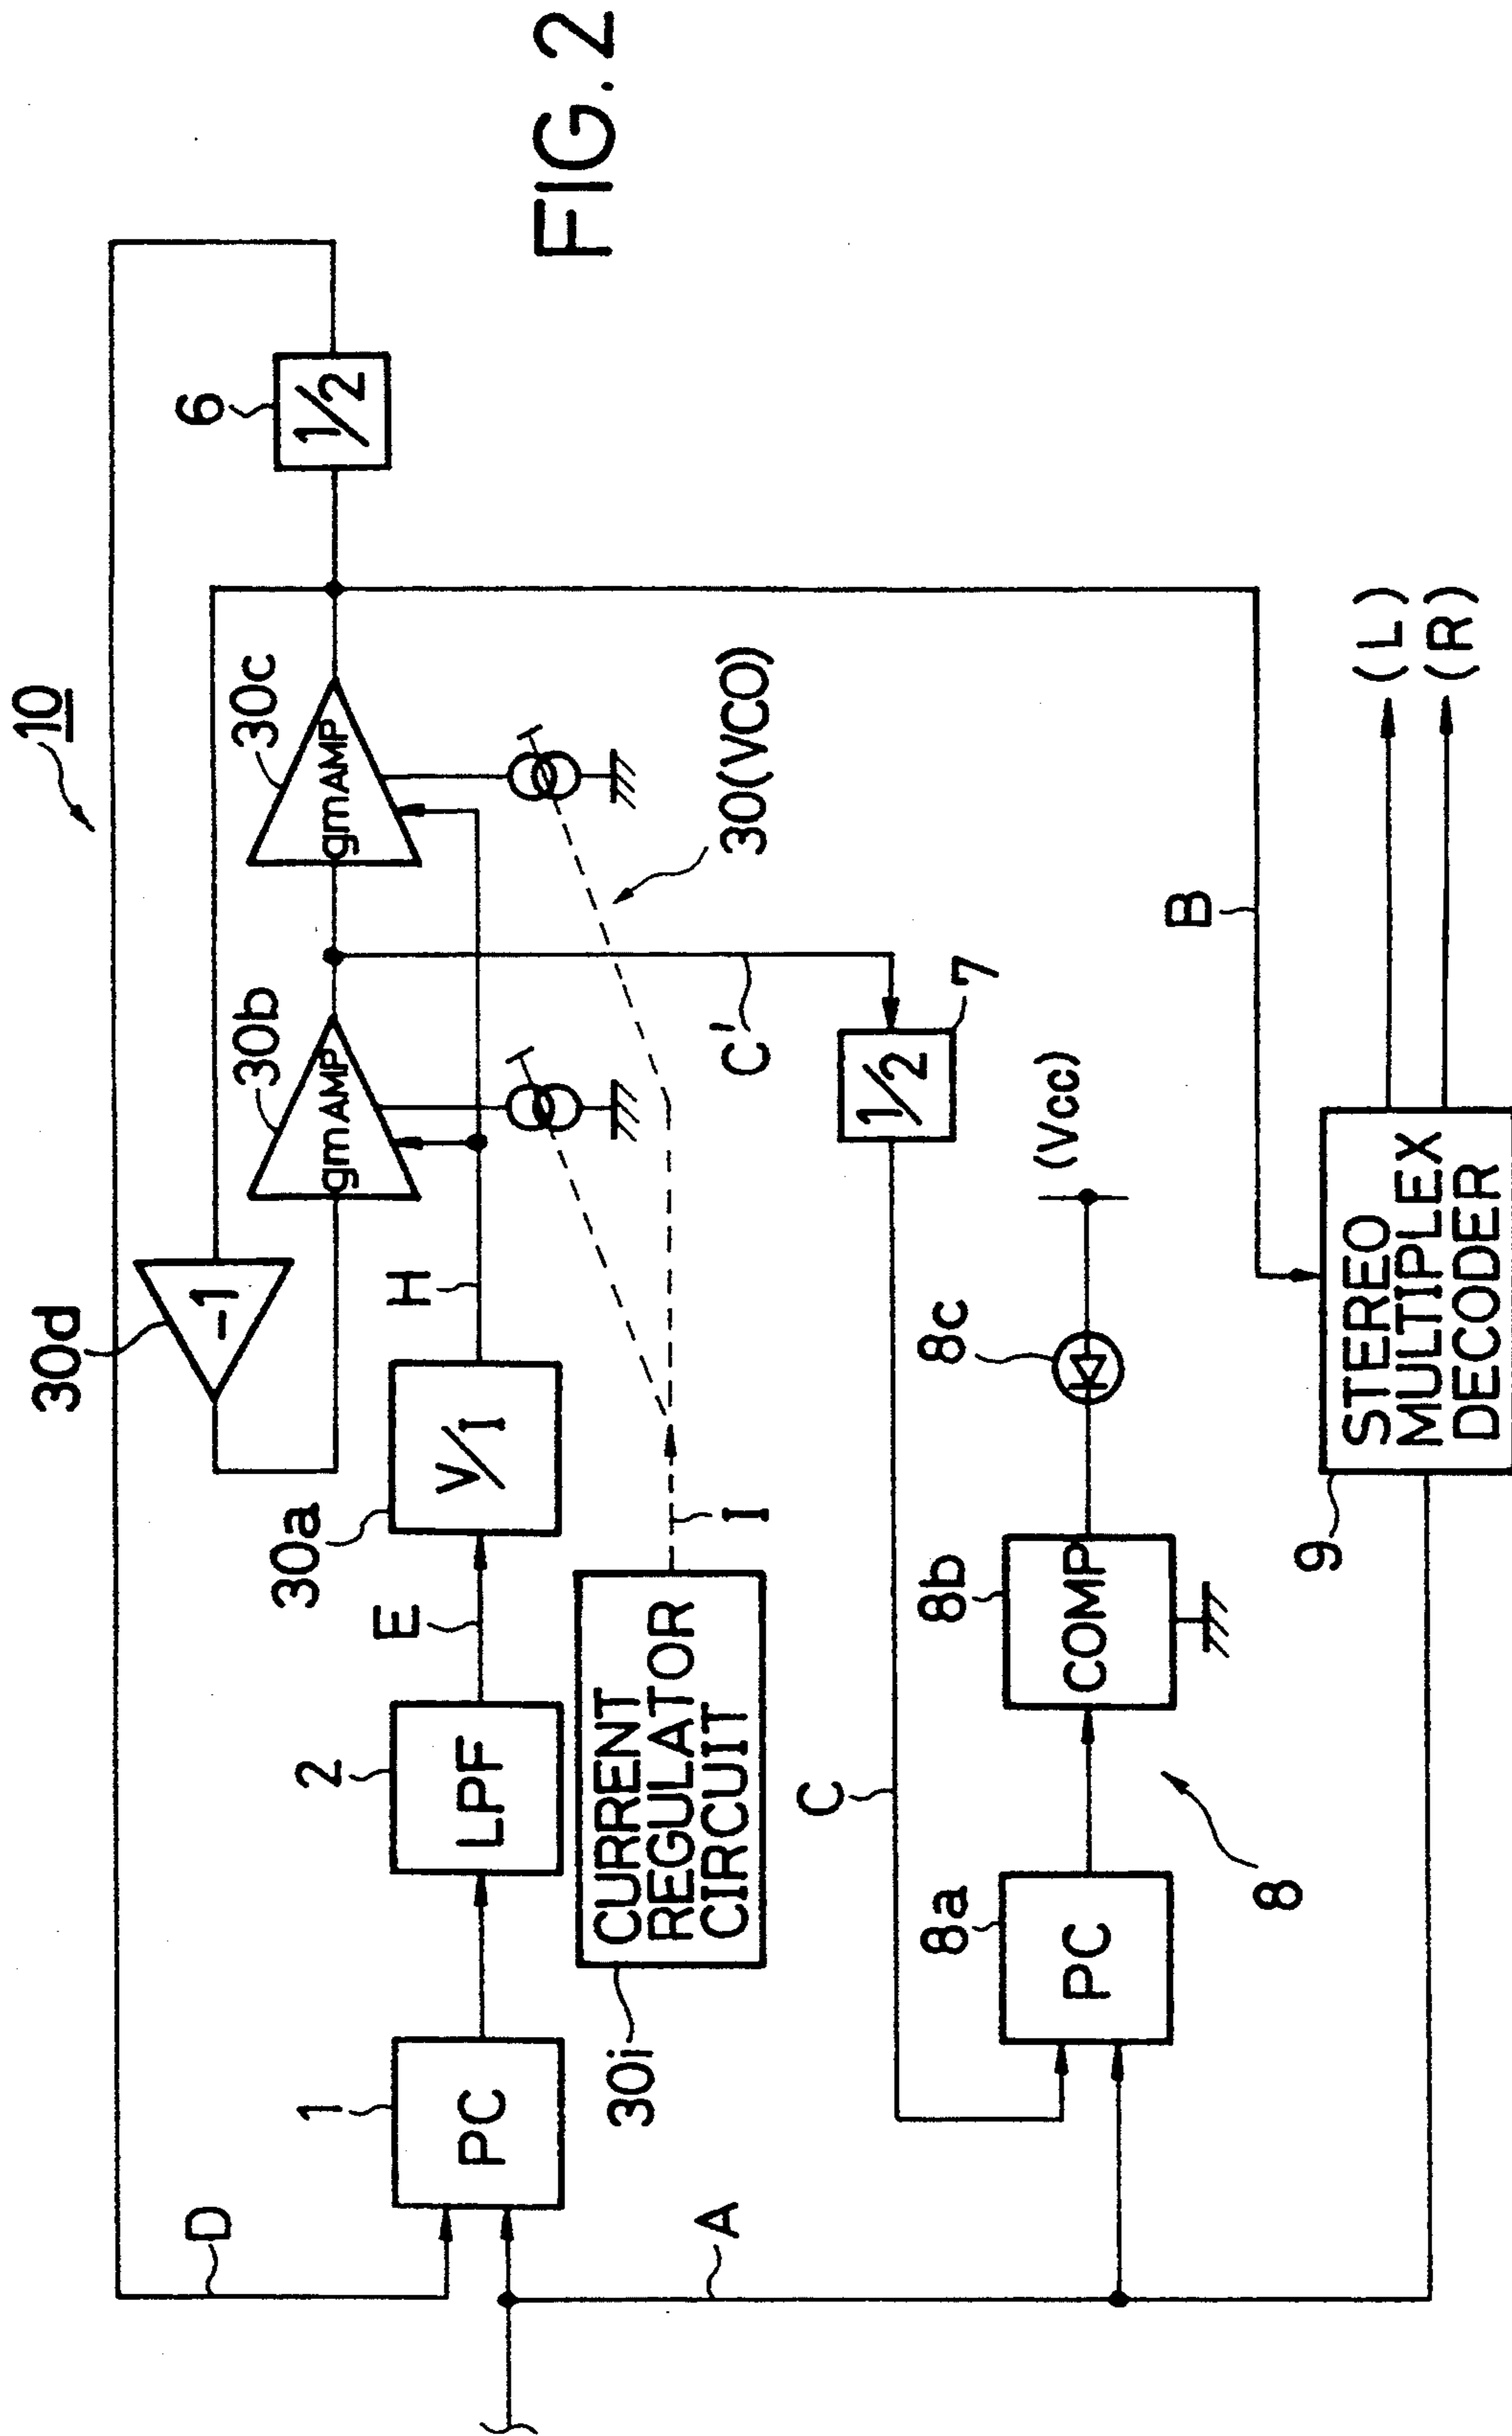 FIG. 2
10
30d
-1
30b
gmAMP
30c
gmAMP
6
1/2
D
1
PC
2
LPF
E
30a
V/I
H
30i
CURRENT
REGULATOR
CIRCUIT
I
30(VCO)
C'
7
1/2
A
C
8a
PC
8b
COMP
8c
(Vcc)
8
B
9
STEREO
MULTIPLEX
DECODER
(L)
(R)